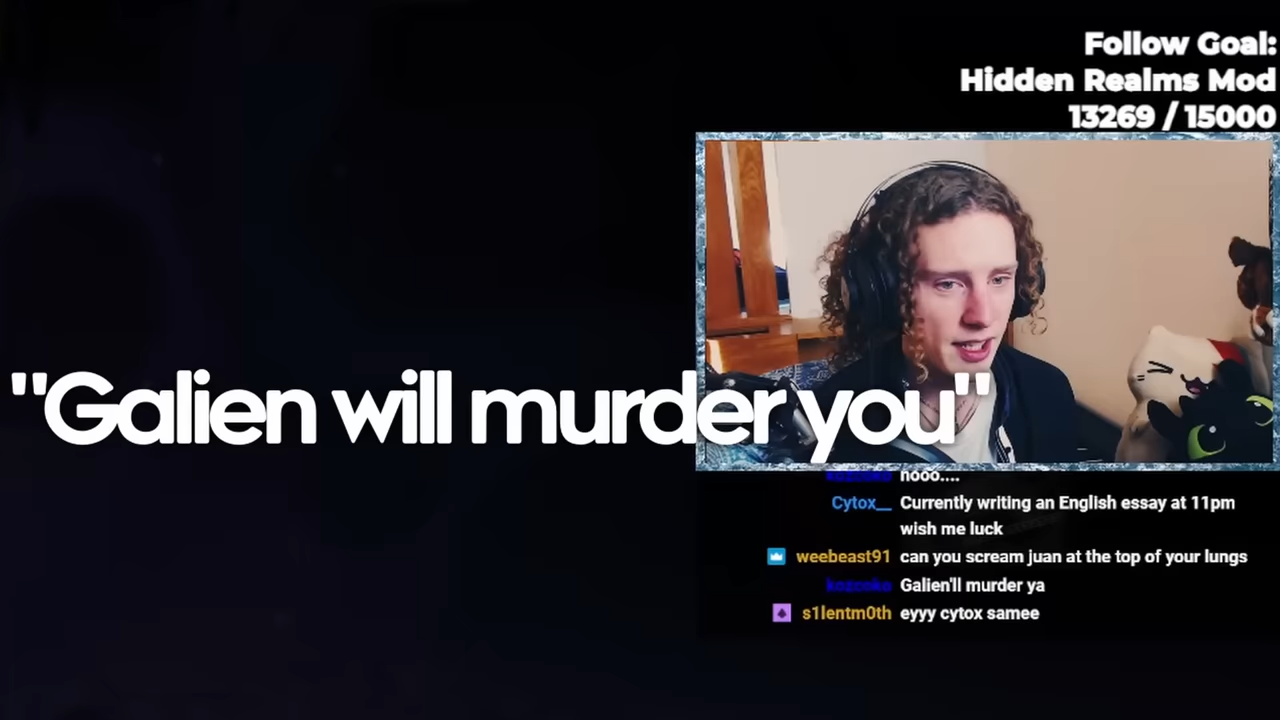 Follow Goal:
Hidden Realms Mod
13269 / 15000
"Galien will murder you"
nooo....
Cytox__ Currently writing an English essay at 11pm
wish me luck
weebeast91 can you scream juan at the top of your lungs
Galien'll murder ya
s1lentm0th eyyy cytox samee